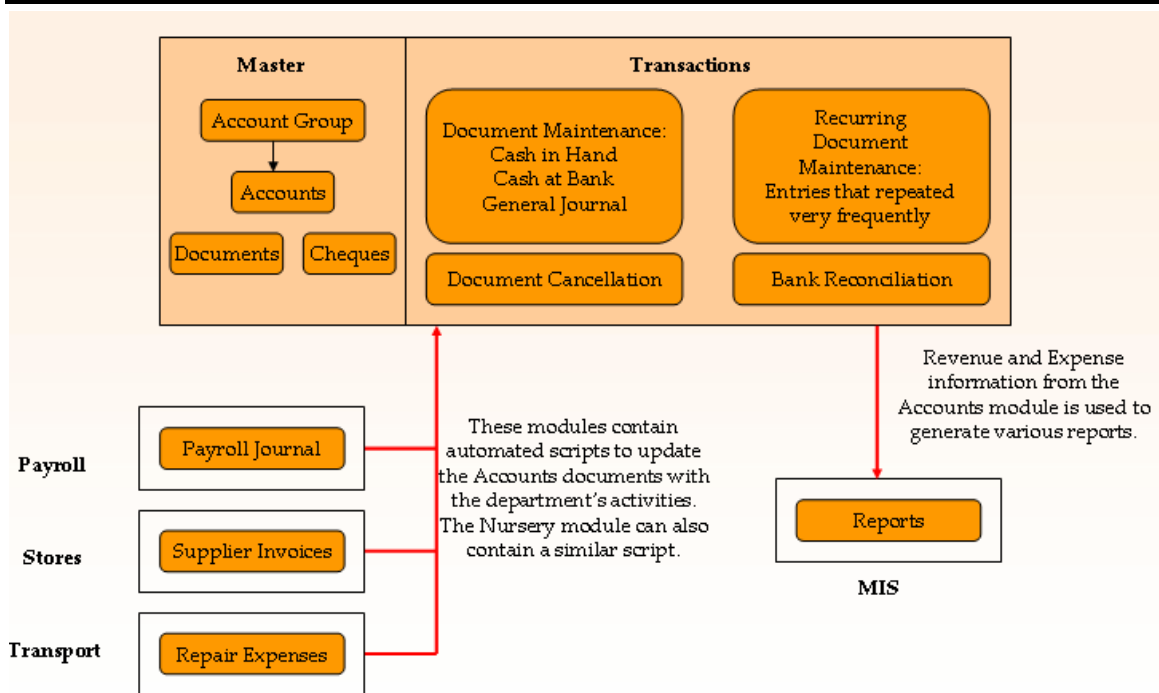 Master
Account Group
Accounts
Documents
Cheques
Transactions
Document Maintenance:
Cash in Hand
Cash at Bank
General Journal
Recurring
Document
Maintenance:
Entries that repeated
very frequently
Document Cancellation
Bank Reconciliation
Revenue and Expense
information from the
Accounts module is used to
generate various reports.
Payroll
Payroll Journal
Stores
Supplier Invoices
Transport
Repair Expenses
These modules contain
automated scripts to update
the Accounts documents with
the department's activities.
The Nursery module can also
contain a similar script.
Reports
MIS